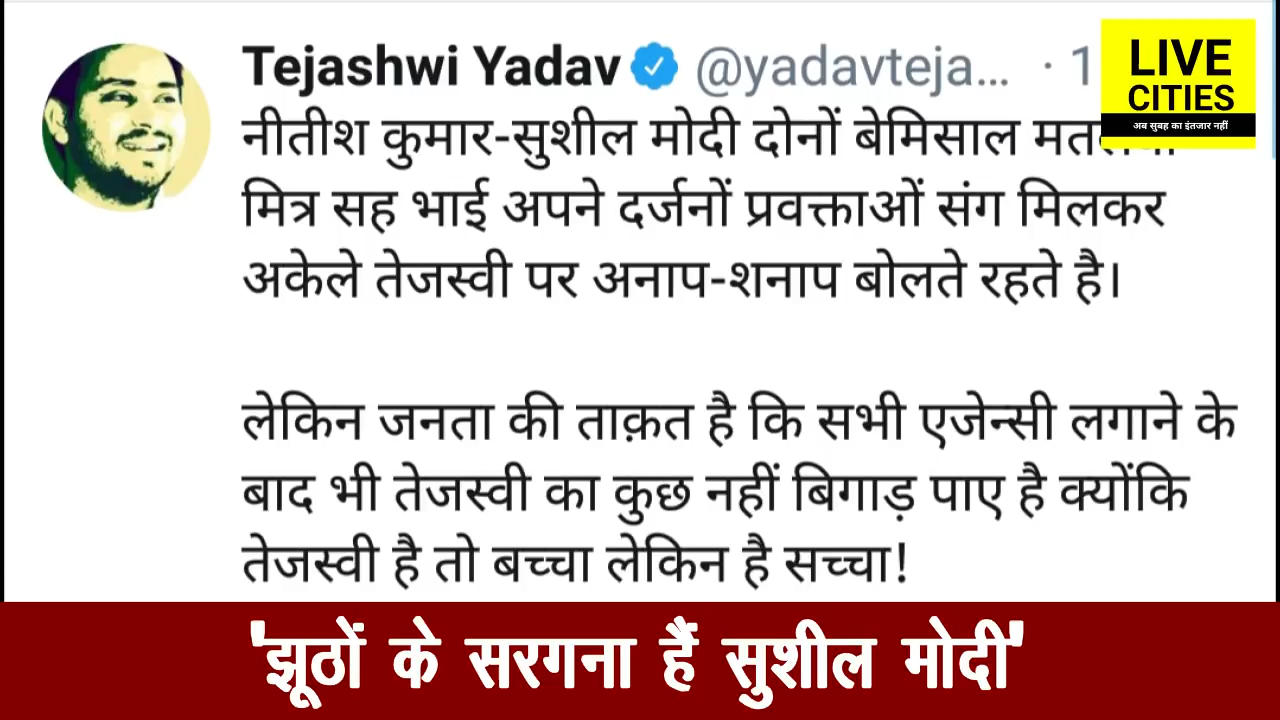 Tejashwi Yadav @yadavteja... · 1
LIVE
CITIES
अब सुबह का इंतजार नहीं
नीतीश कुमार-सुशील मोदी दोनों बेमिसाल
मित्र सह भाई अपने दर्जनों प्रवक्ताओं संग मिलकर
अकेले तेजस्वी पर अनाप-शनाप बोलते रहते है।
लेकिन जनता की ताक़त है कि सभी एजेन्सी लगाने के
बाद भी तेजस्वी का कुछ नहीं बिगाड़ पाए है क्योंकि
तेजस्वी है तो बच्चा लेकिन है सच्चा!
'झूठों के सरगना हैं सुशील मोदी'